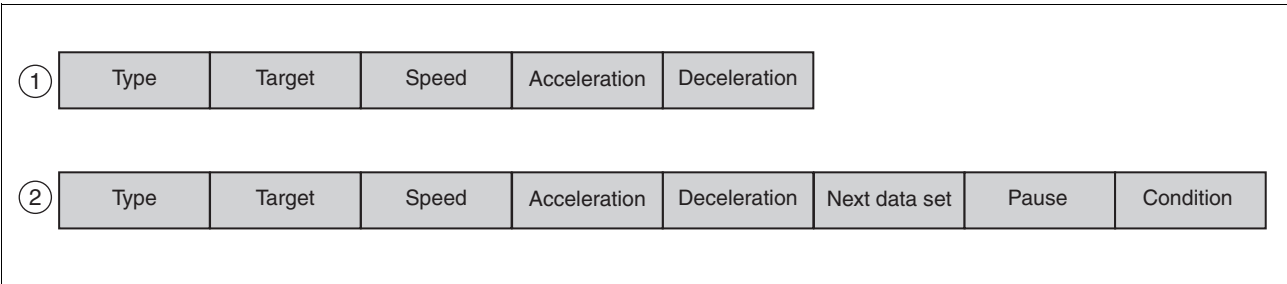 1 Type Target Speed Acceleration Deceleration
2 Type Target Speed Acceleration Deceleration Next data set Pause Condition